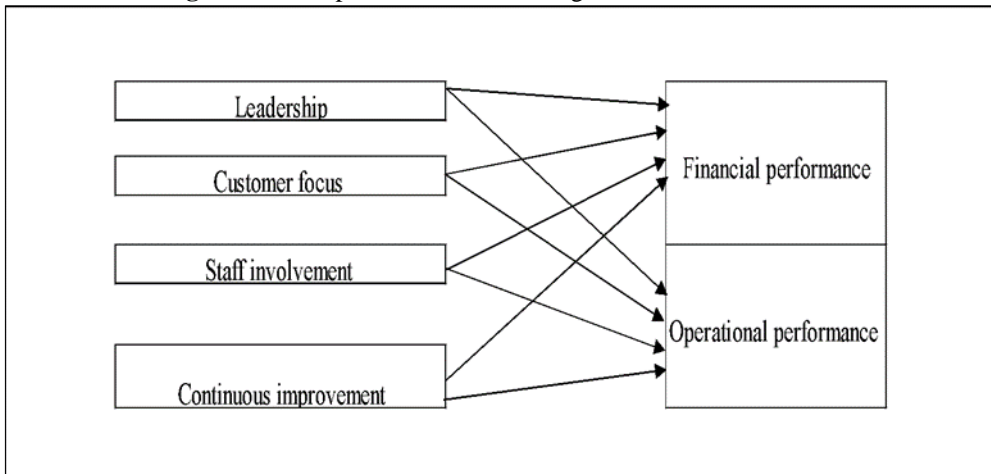 Leadership
Customer focus
Staff involvement
Continuous improvement
Financial performance
Operational performance